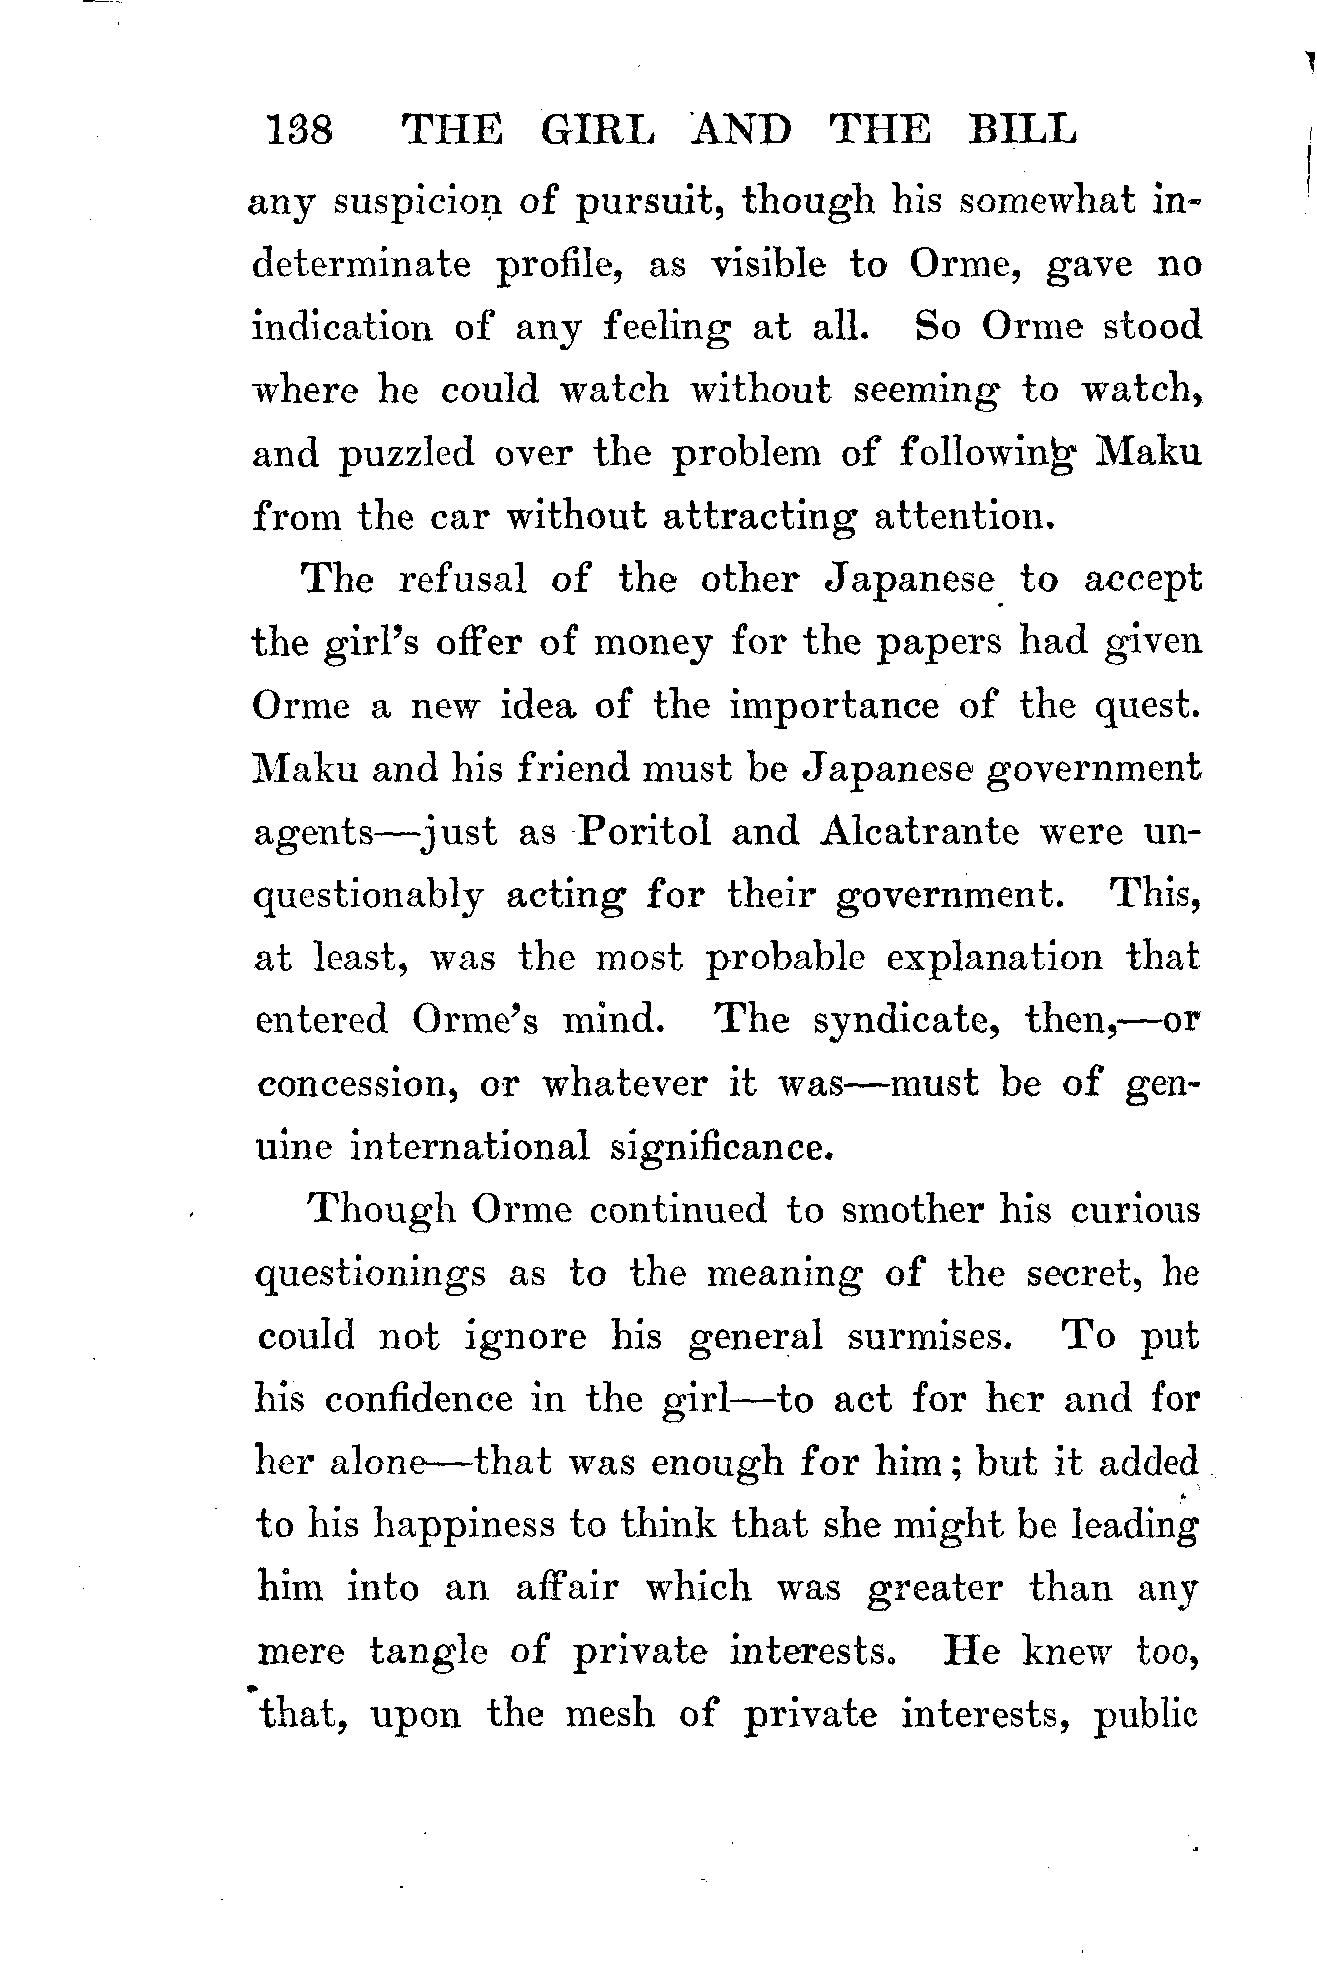 138 THE GIRL AND THE BILL
any suspicion of pursuit, though his somewhat in-
determinate profile, as visible to Orme, gave no
indication of any feeling at all. So Orme stood
where he could watch without seeming to watch,
and puzzled over the problem of following Maku
from the car without attracting attention.
The refusal of the other Japanese to accept
the girl's offer of money for the papers had given
Orme a new idea of the importance of the quest.
Maku and his friend must be Japanese government
agents—just as Poritol and Alcatrante were un-
questionably acting for their government. This,
at least, was the most probable explanation that
entered Orme's mind. The syndicate, then,—or
concession, or whatever it was—must be of gen-
uine international significance.
Though Orme continued to smother his curious
questionings as to the meaning of the secret, he
could not ignore his general surmises. To put
his confidence in the girl—to act for her and for
her alone—that was enough for him; but it added
to his happiness to think that she might be leading
him into an affair which was greater than any
mere tangle of private interests. He knew too,
that, upon the mesh of private interests, public